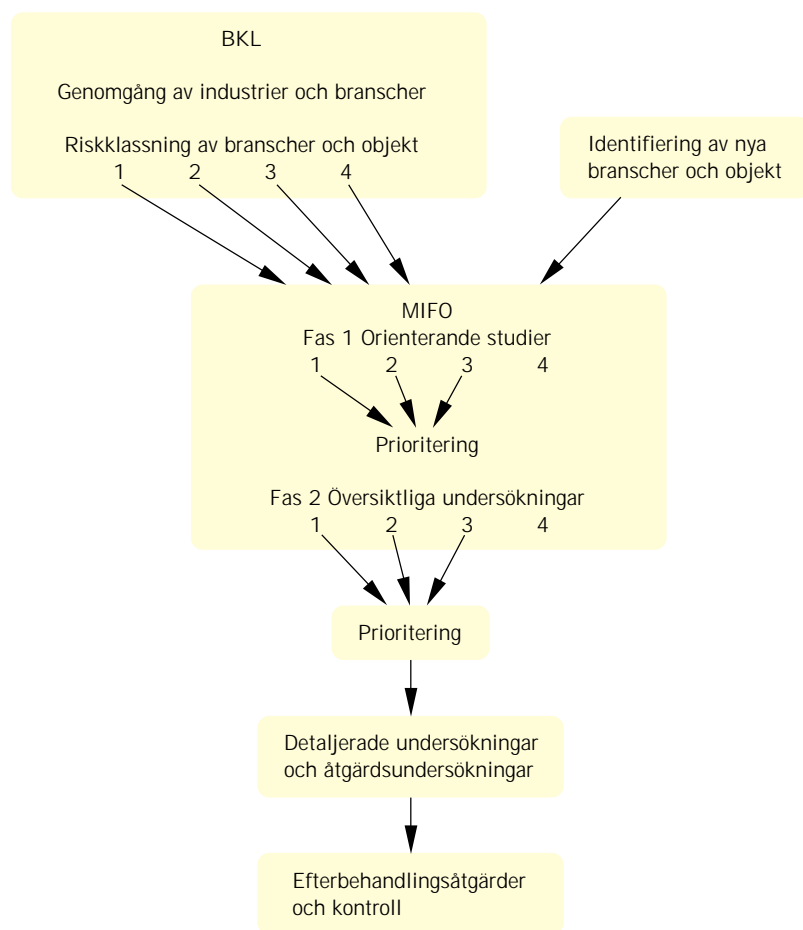 BKL
Genomgång av industrier och branscher
Riskklassning av branscher och objekt
1 2 3 4
Identifiering av nya
branscher och objekt
MIFO
Fas 1 Orienterande studier
1 2 3 4
Prioritering
Fas 2 Översiktliga undersökningar
1 2 3 4
Prioritering
Detaljerade undersökningar
och åtgärdsundersökningar
Efterbehandlingsåtgärder
och kontroll